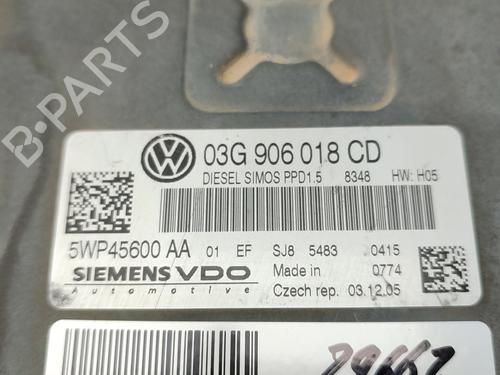 B-PARTS
03G 906 018 CD
DIESEL SIMOS PPD1.5 8348 HW: H05
5WP45600 AA 01 EF SJ8 5483 0415
SIEMENS VDO Made in 0774
Automotive Czech rep. 03.12.05